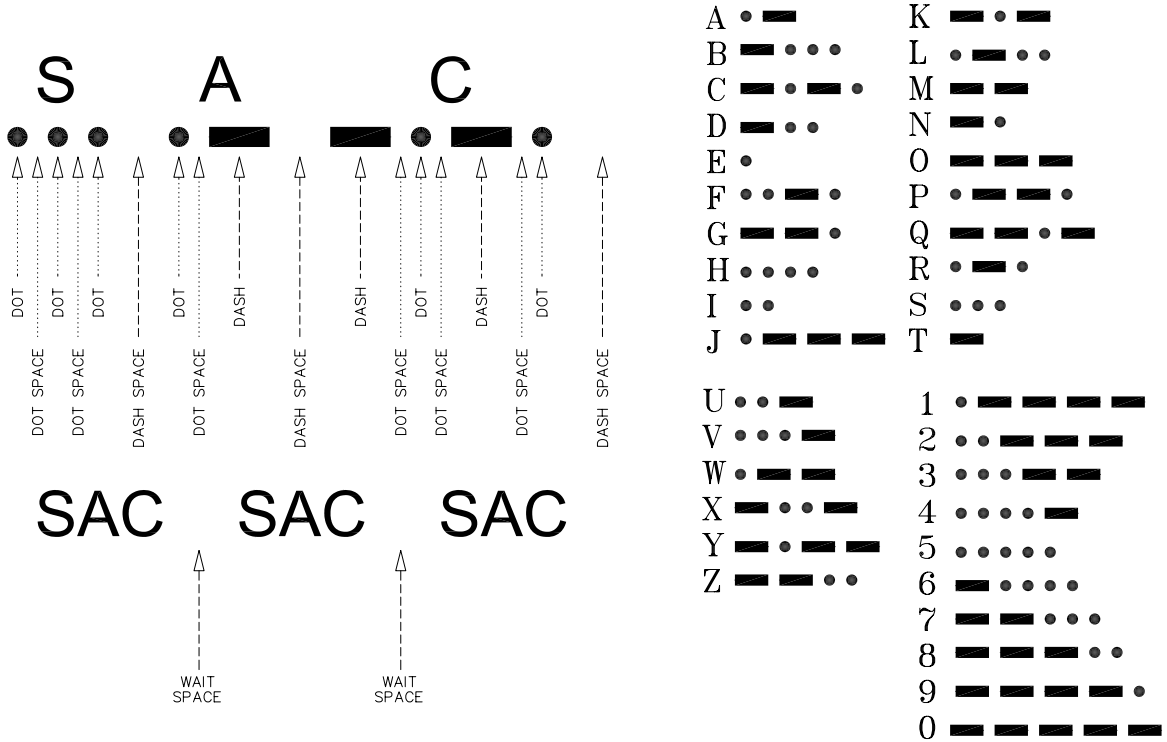 S A C
DOT DOT SPACE DOT DOT SPACE DOT DASH SPACE DOT DOT SPACE DASH DASH SPACE DASH DOT SPACE DOT DOT SPACE DASH DOT SPACE DOT DASH SPACE
SAC SAC SAC
WAIT SPACE
WAIT SPACE
A
B
C
D
E
F
G
H
I
J
K
L
M
N
O
P
Q
R
S
T
U
V
W
X
Y
Z
1
2
3
4
5
6
7
8
9
0